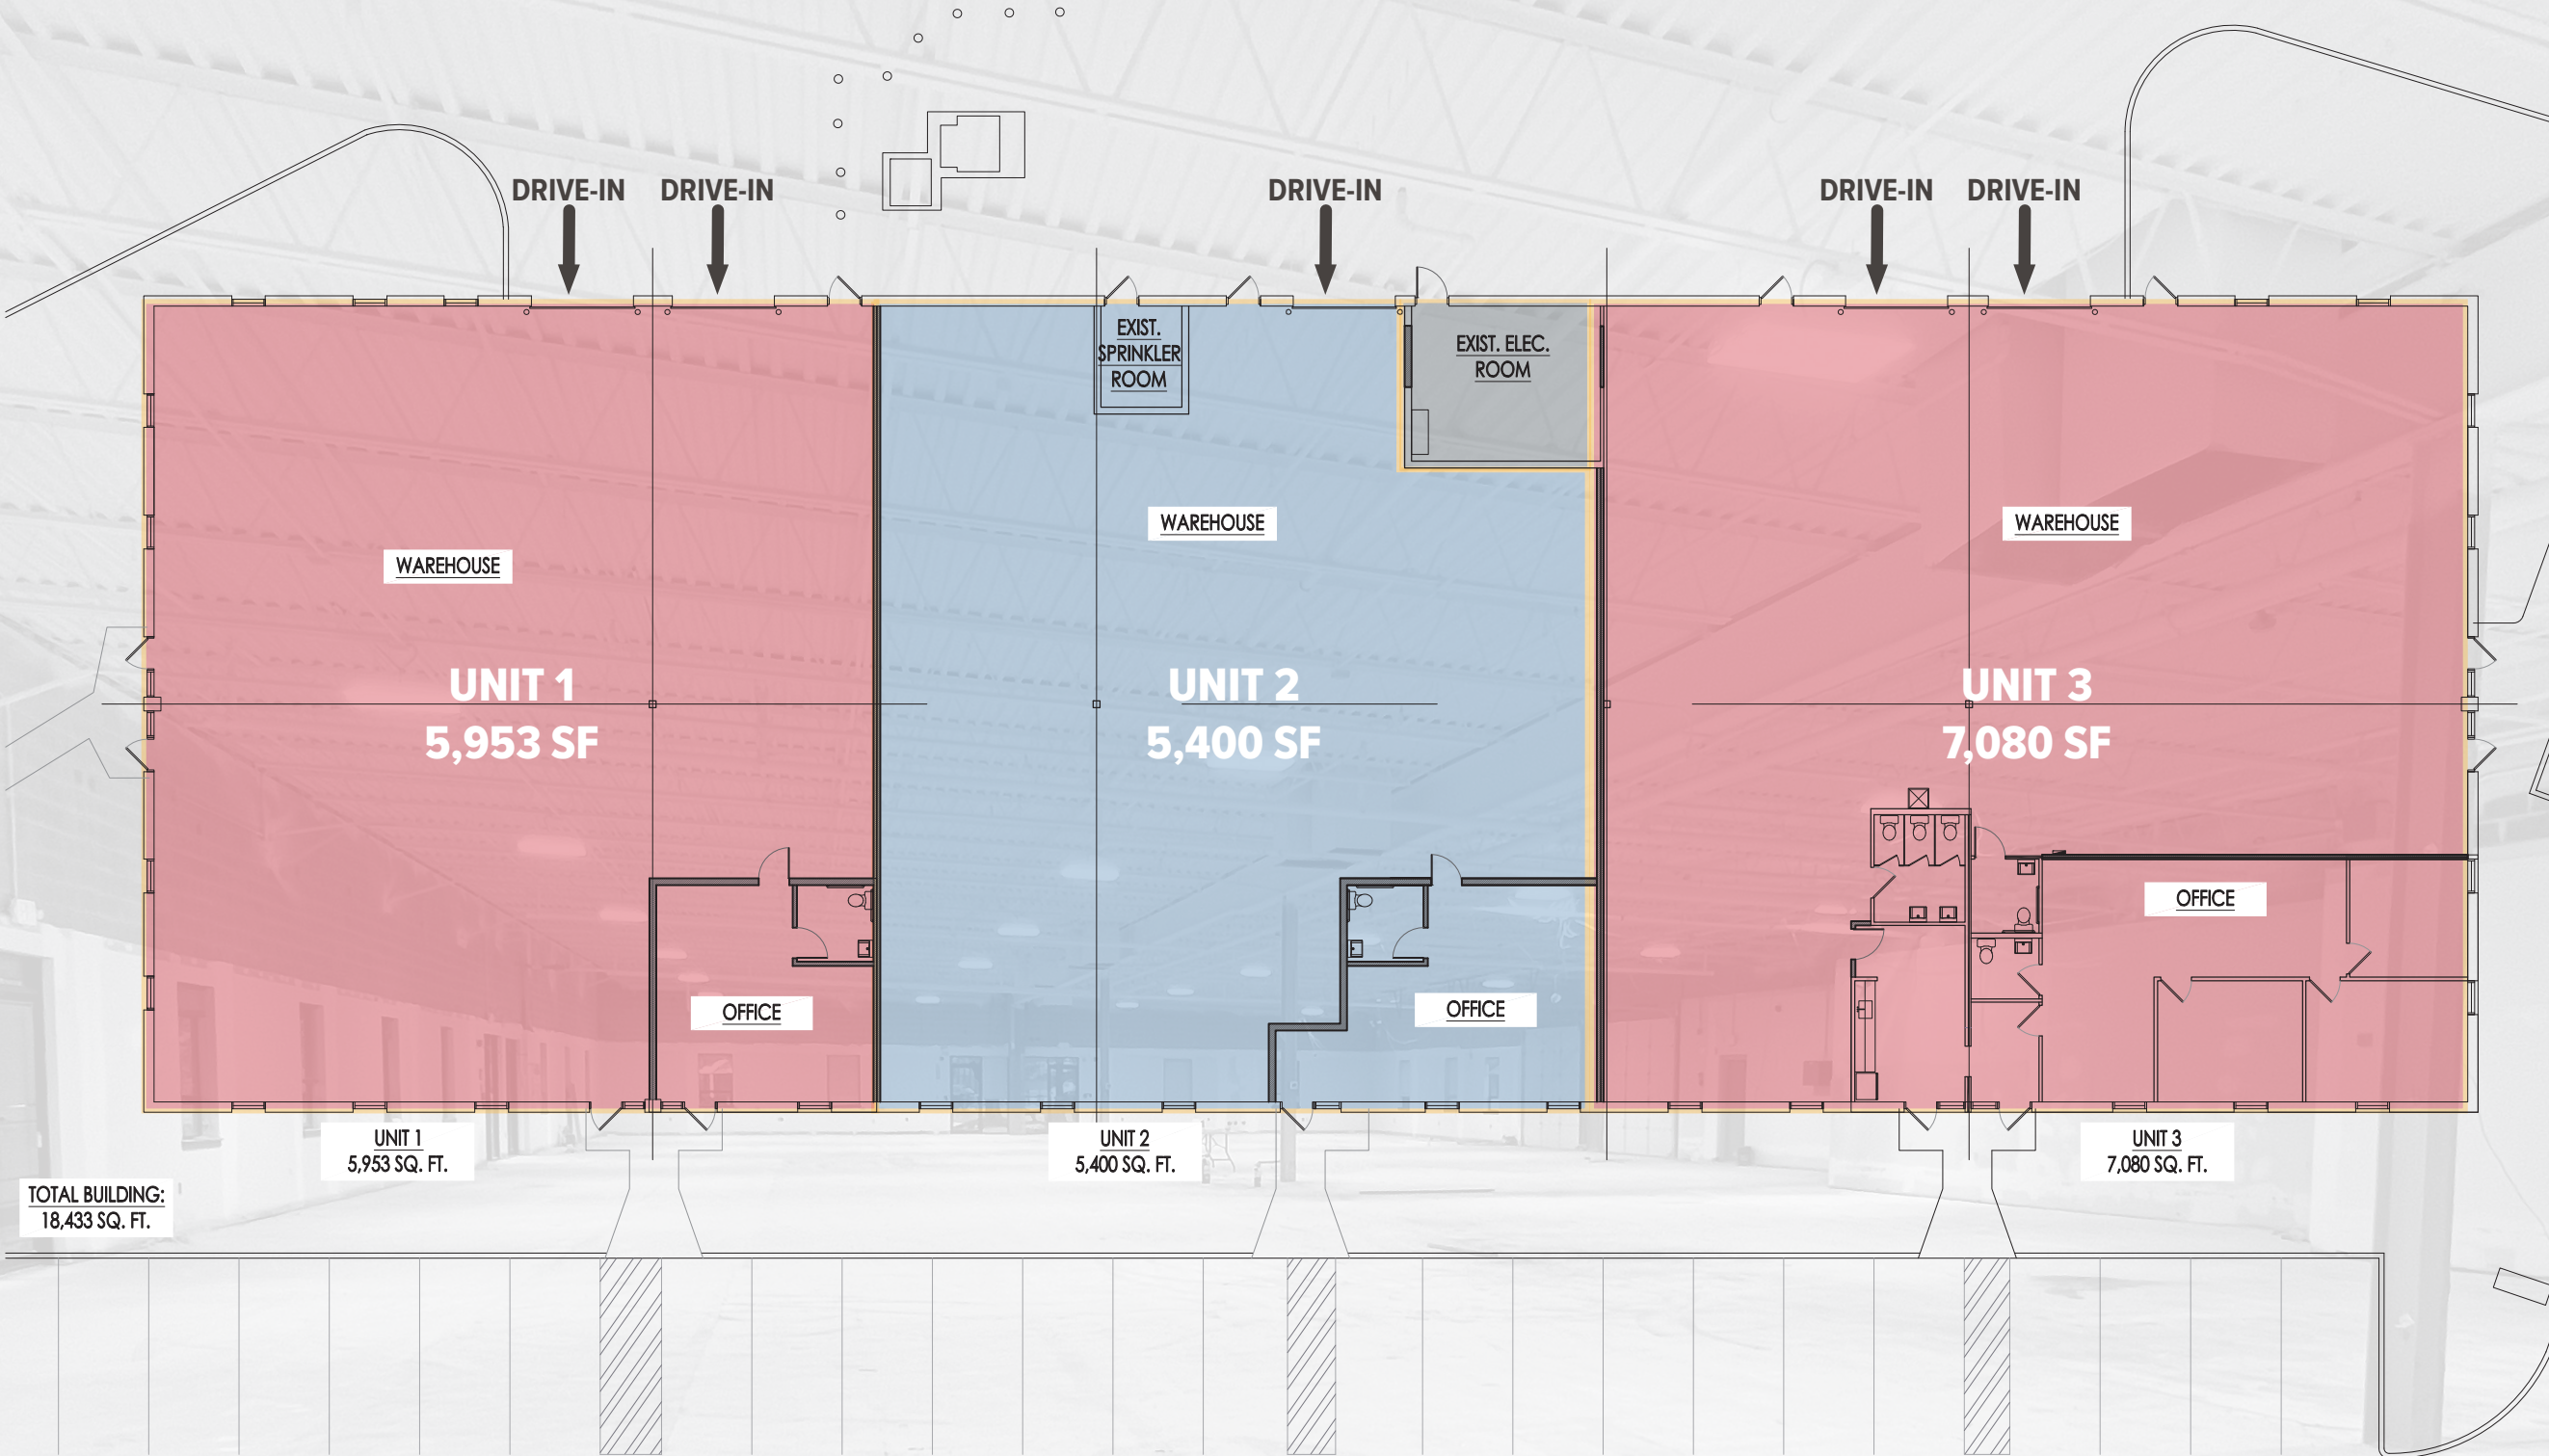 DRIVE-IN
DRIVE-IN
DRIVE-IN
DRIVE-IN
DRIVE-IN
EXIST.
SPRINKLER
ROOM
EXIST. ELEC.
ROOM
WAREHOUSE
WAREHOUSE
WAREHOUSE
UNIT 1
5,953 SF
UNIT 2
5,400 SF
UNIT 3
7,080 SF
OFFICE
OFFICE
OFFICE
UNIT 1
5,953 SQ. FT.
UNIT 2
5,400 SQ. FT.
UNIT 3
7,080 SQ. FT.
TOTAL BUILDING:
18,433 SQ. FT.